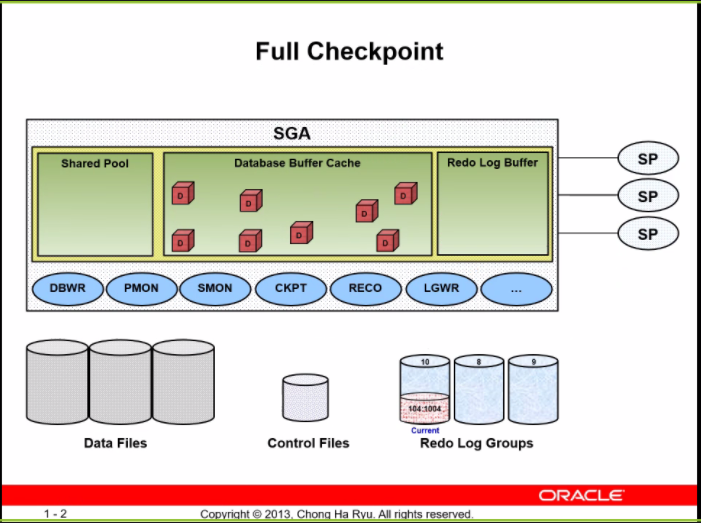 Full Checkpoint
SGA
Shared Pool
Database Buffer Cache
Redo Log Buffer
D
D
D
D
D
D
D
D
SP
SP
SP
DBWR
PMON
SMON
CKPT
RECO
LGWR
...
10
8
9
104:1004
Current
Data Files
Control Files
Redo Log Groups
ORACLE
1 - 2
Copyright © 2013, Chong Ha Ryu. All rights reserved.